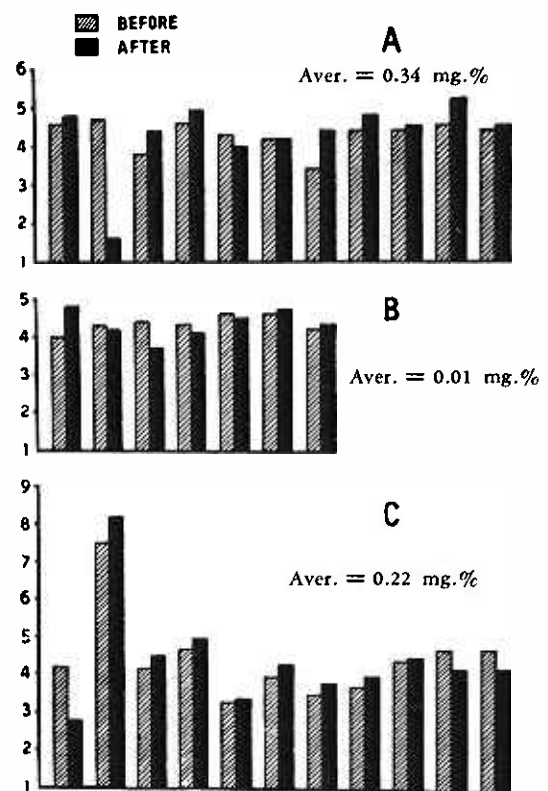 BEFORE
AFTER
A
Aver. = 0.34 mg.%
6
5
4
3
2
1
B
Aver. = 0.01 mg.%
5
4
3
2
1
C
Aver. = 0.22 mg.%
9
8
7
6
5
4
3
2
1